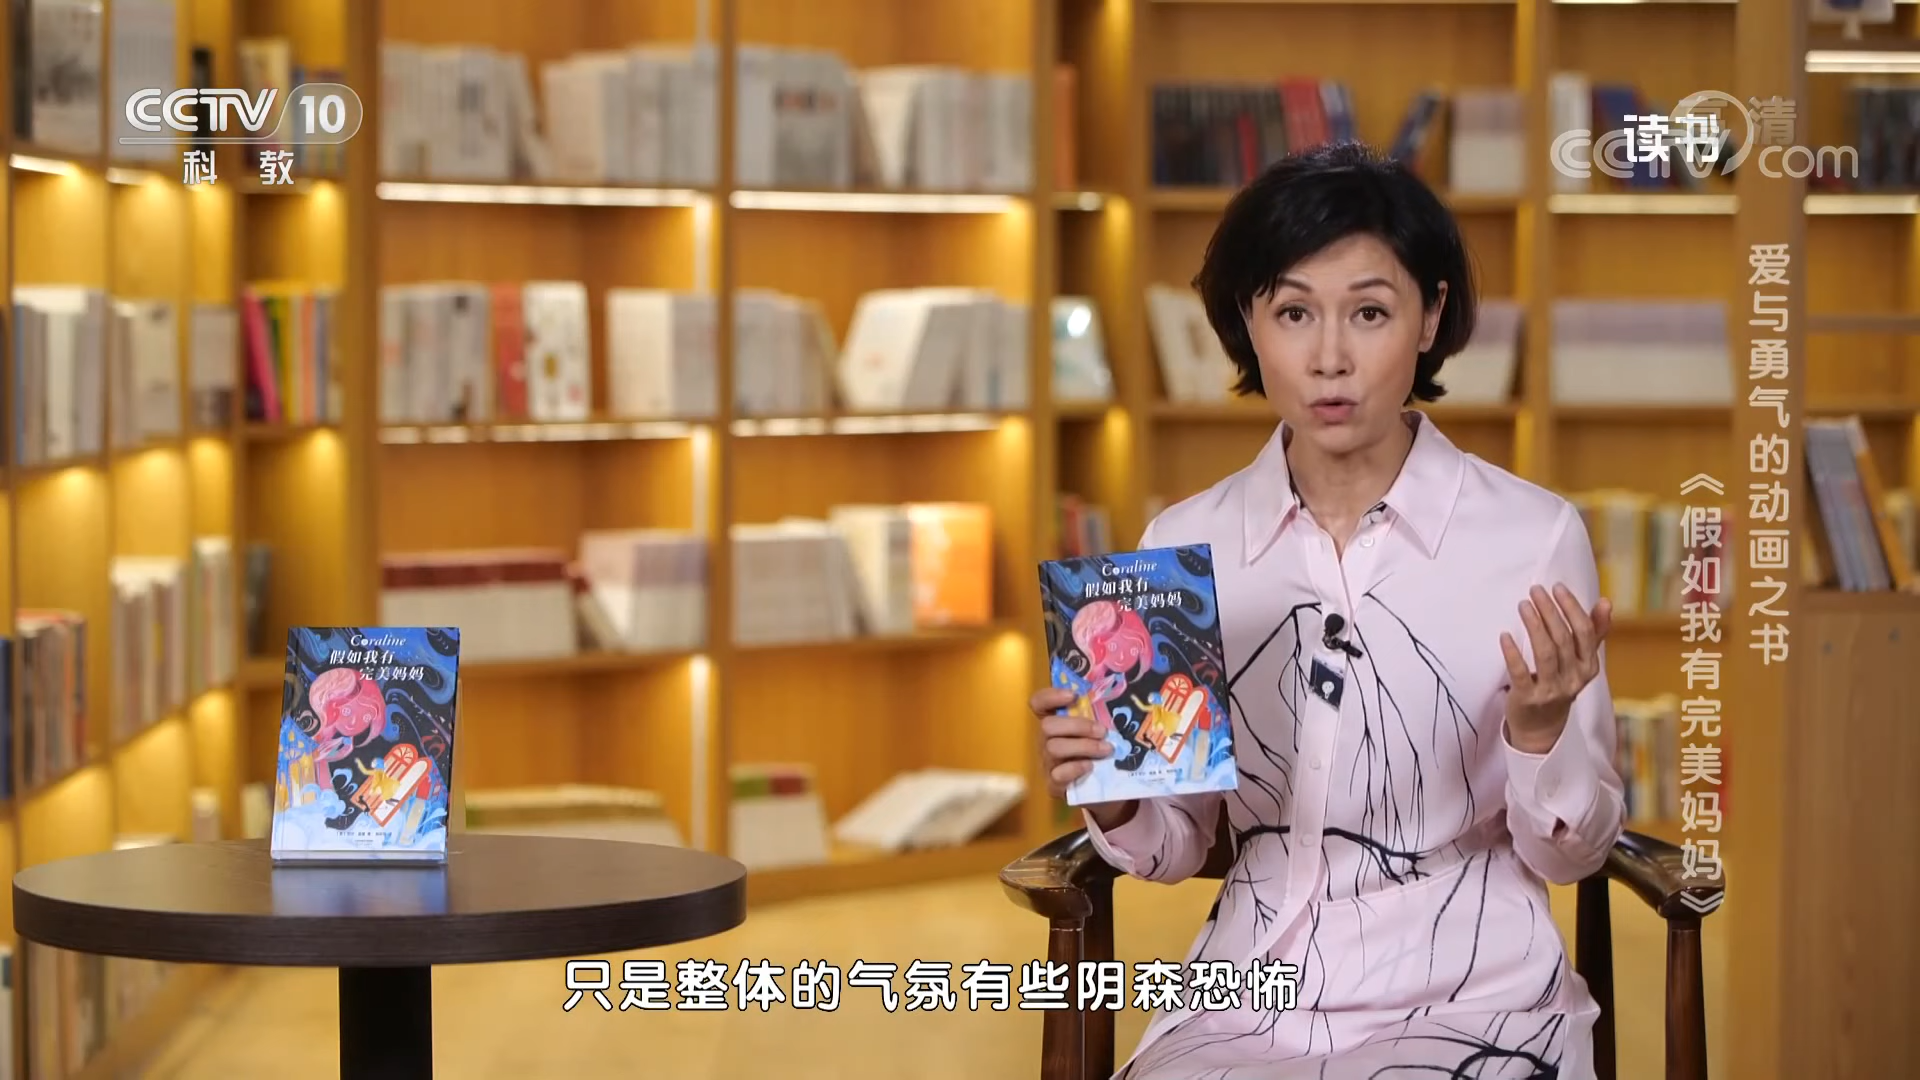 CCTV 10
科 教
高清
读书
CCTV.com
爱与勇气的动画之书
《假如我有完美妈妈》
Coraline
假如我有
完美妈妈
Coraline
假如我有
完美妈妈
只是整体的气氛有些阴森恐怖